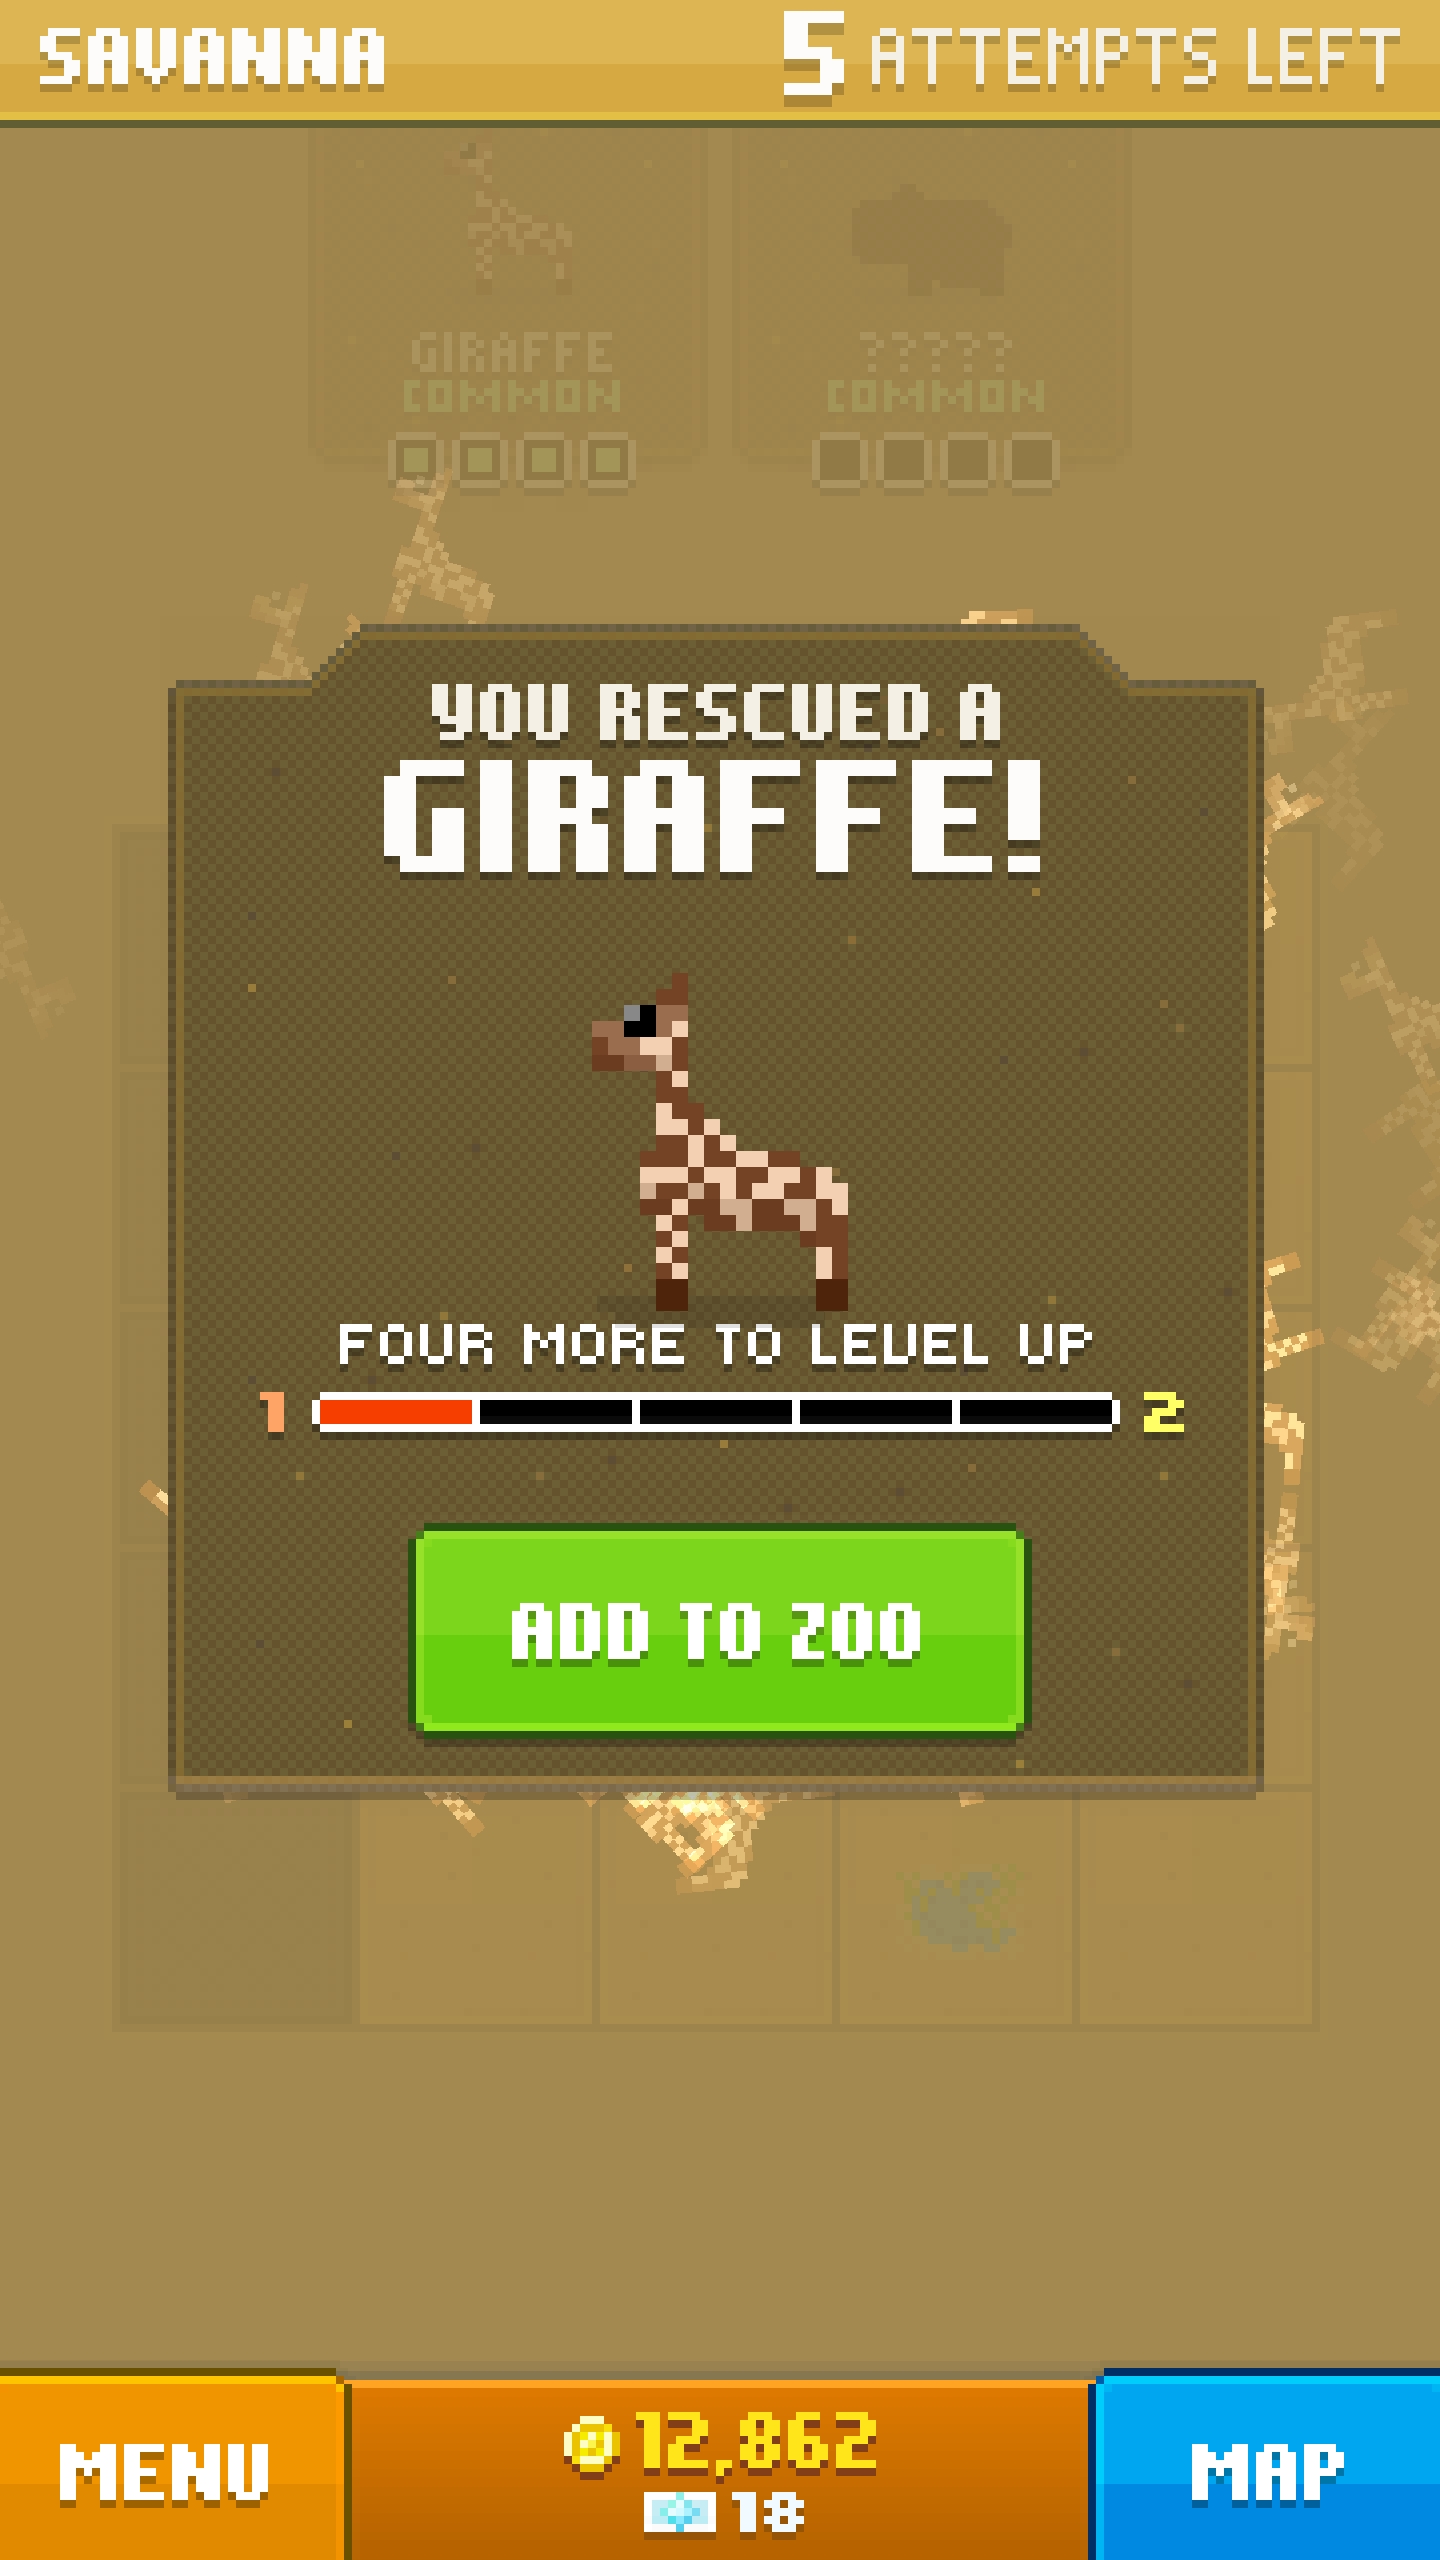 SAVANNA
5 ATTEMPTS LEFT
GIRAFFE
COMMON
?????
COMMON
YOU RESCUED A
GIRAFFE!
FOUR MORE TO LEVEL UP
1
2
ADD TO ZOO
MENU
12,862
18
MAP